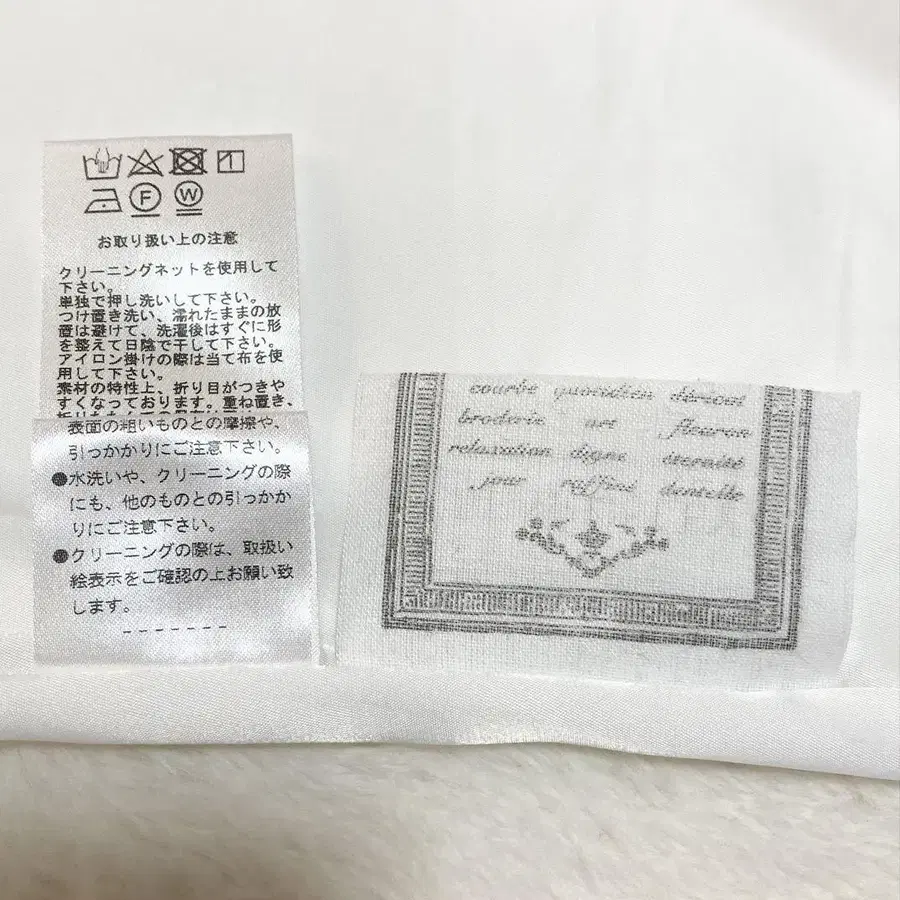 F W
お取り扱い上の注意
クリーニングネットを使用して
下さい。
単独で押し洗いして下さい。
つけ置き洗い、濡れたままの放
置は避けて、洗濯後はすぐに形
を整えて日陰で干して下さい。
アイロン掛けの際は当て布を使
用して下さい。
素材の特性上、折り目がつきや
すくなっております。重ね置き、
表面の粗いものとの摩擦や、
引っかかりにご注意下さい。
●水洗いや、クリーニングの際
にも、他のものとの引っかか
りにご注意下さい。
●クリーニングの際は、取扱い
絵表示をご確認の上お願い致
します。
-------
courbe quotidien
broderie art fleuron
relaxation digne éternité
jour raffiné dentelle